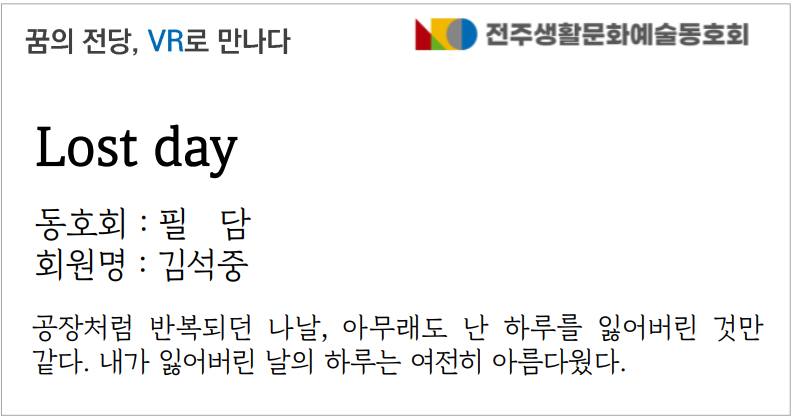 꿈의 전당, VR로 만나다
전주생활문화예술동호회
Lost day
동호회 : 필 담
회원명 : 김석중
공장처럼 반복되던 나날, 아무래도 난 하루를 잃어버린 것만
같다. 내가 잃어버린 날의 하루는 여전히 아름다웠다.